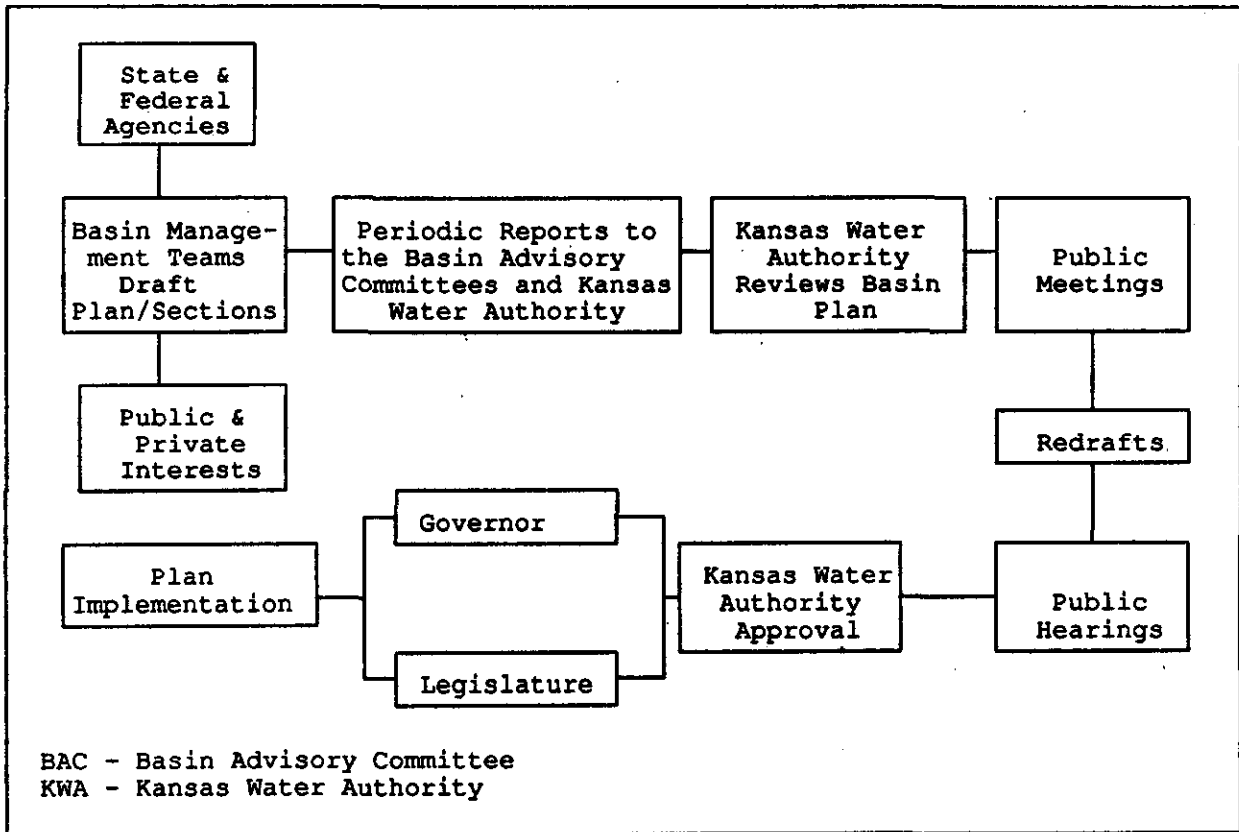 State &
Federal
Agencies
Basin Manage-
ment Teams
Draft
Plan/Sections
Periodic Reports to
the Basin Advisory
Committees and Kansas
Water Authority
Kansas Water
Authority
Reviews Basin
Plan
Public
Meetings
Public &
Private
Interests
Redrafts
Governor
Plan
Implementation
Kansas Water
Authority
Approval
Public
Hearings
Legislature
BAC - Basin Advisory Committee
KWA - Kansas Water Authority